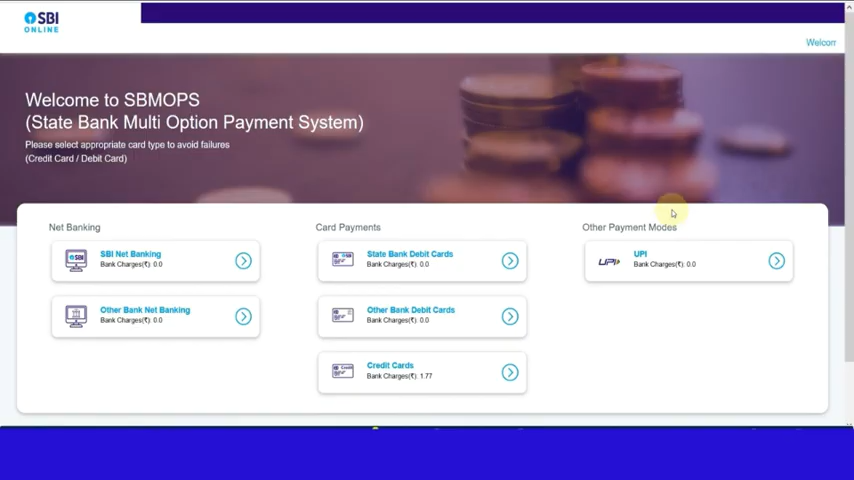 SBI
ONLINE
Welcom
Welcome to SBMOPS
(State Bank Multi Option Payment System)
Please select appropriate card type to avoid failures
(Credit Card / Debit Card)
Net Banking
SBI Net Banking
Bank Charges(₹): 0.0
Other Bank Net Banking
Bank Charges(₹): 0.0
Card Payments
State Bank Debit Cards
Bank Charges(₹): 0.0
Other Bank Debit Cards
Bank Charges(₹): 0.0
Credit Cards
Bank Charges(₹): 1.77
Other Payment Modes
UPI
UPI
Bank Charges(₹): 0.0